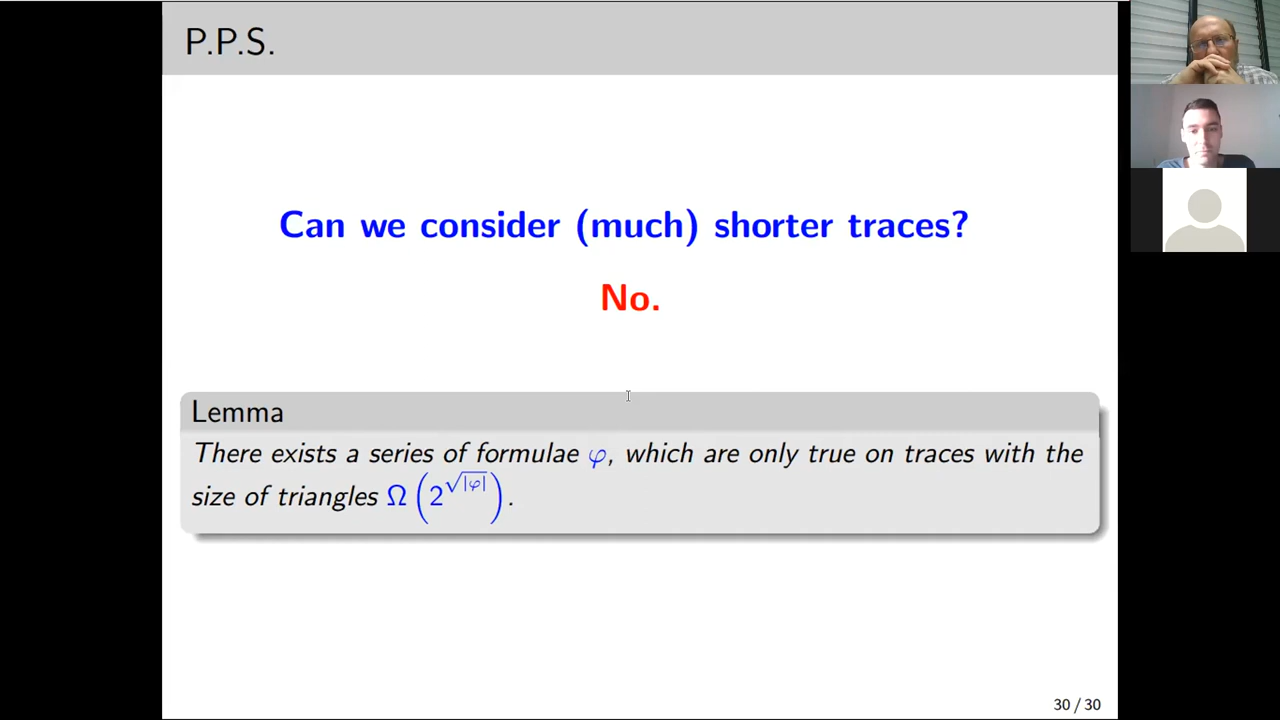 P.P.S.
Can we consider (much) shorter traces?
No.
Lemma
There exists a series of formulae φ, which are only true on traces with the
size of triangles Ω(2^√|φ|).
30 / 30